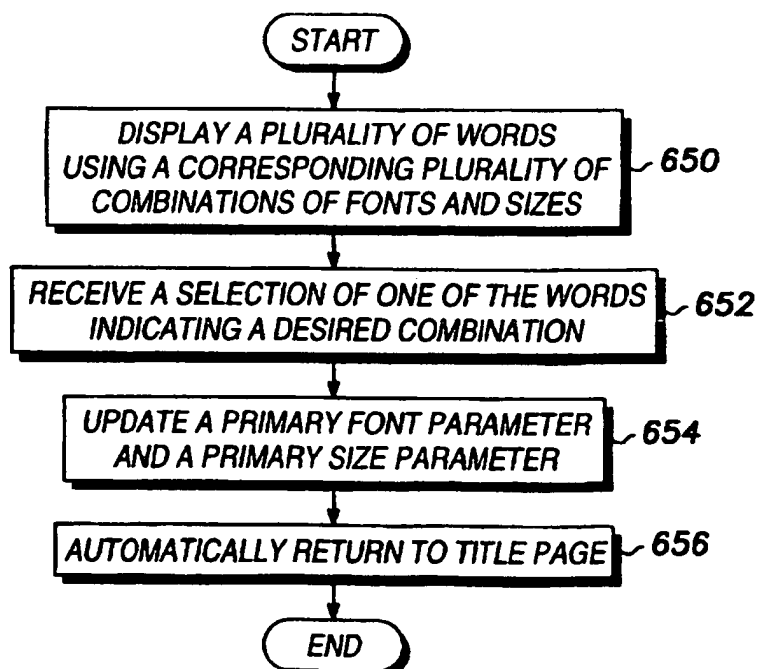 START
DISPLAY A PLURALITY OF WORDS
USING A CORRESPONDING PLURALITY OF
COMBINATIONS OF FONTS AND SIZES
650
RECEIVE A SELECTION OF ONE OF THE WORDS
INDICATING A DESIRED COMBINATION
652
UPDATE A PRIMARY FONT PARAMETER
AND A PRIMARY SIZE PARAMETER
654
AUTOMATICALLY RETURN TO TITLE PAGE
656
END